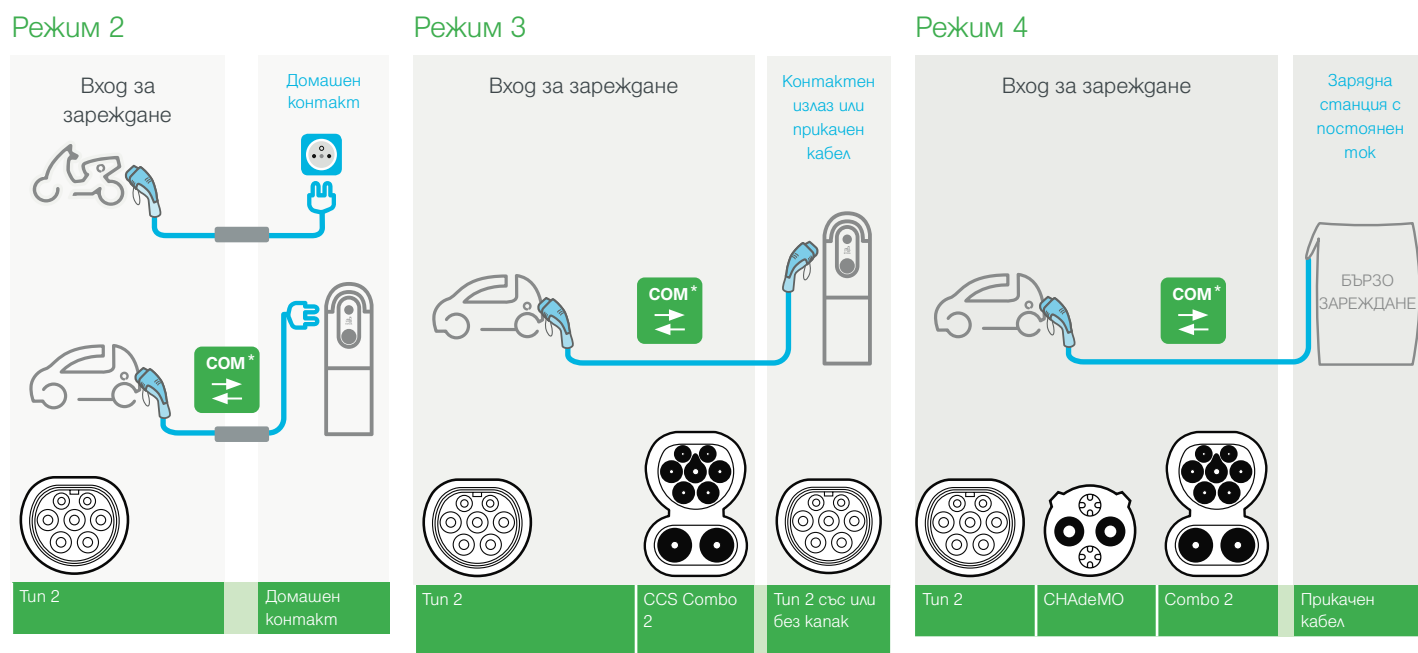 Режим 2
Вход за
зареждане
Домашен
контакт
COM*
Тип 2
Домашен
контакт
Режим 3
Вход за зареждане
Контактен
излаз или
прикачен
кабел
COM*
Тип 2
CCS Combo
2
Тип 2 със или
без капак
Режим 4
Вход за зареждане
Зарядна
станция с
постоянен
ток
COM*
БЪРЗО
ЗАРЕЖДАНЕ
Тип 2
CHAdeMO
Combo 2
Прикачен
кабел